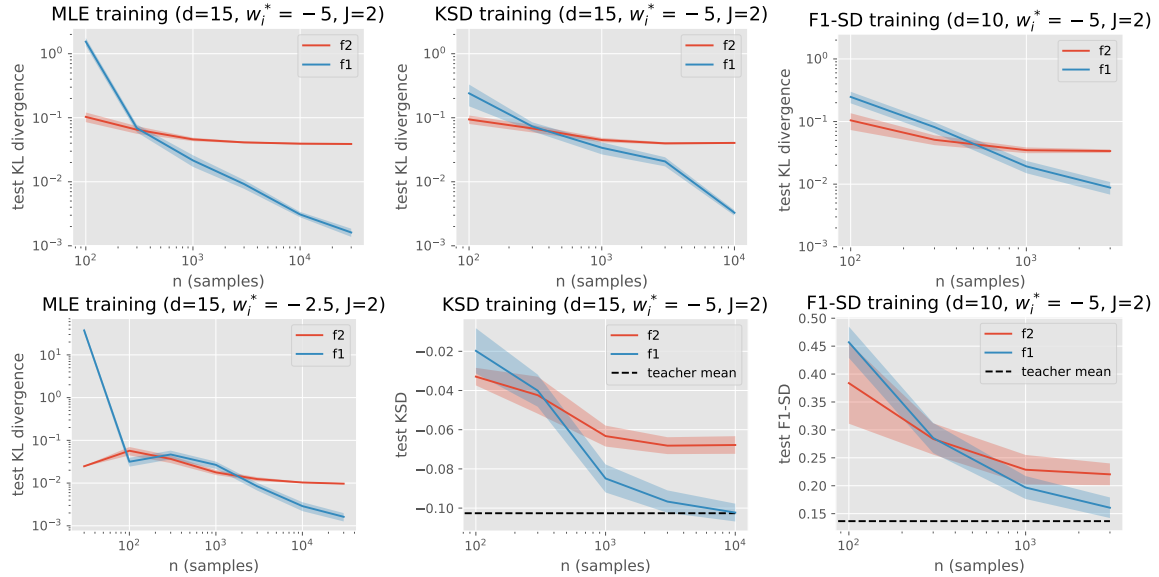 MLE training (d=15, w_i^* = −5, J=2)
test KL divergence
10^0
10^−1
10^−2
10^−3
f2
f1
10^2
10^3
10^4
n (samples)
KSD training (d=15, w_i^* = −5, J=2)
test KL divergence
10^0
10^−1
10^−2
10^−3
f2
f1
10^2
10^3
10^4
n (samples)
F1-SD training (d=10, w_i^* = −5, J=2)
test KL divergence
10^0
10^−1
10^−2
10^−3
f2
f1
10^2
10^3
n (samples)
MLE training (d=15, w_i^* = −2.5, J=2)
test KL divergence
10^1
10^0
10^−1
10^−2
10^−3
f2
f1
10^2
10^3
10^4
n (samples)
KSD training (d=15, w_i^* = −5, J=2)
test KSD
−0.02
−0.04
−0.06
−0.08
−0.10
f2
f1
teacher mean
10^2
10^3
10^4
n (samples)
F1-SD training (d=10, w_i^* = −5, J=2)
test F1-SD
0.50
0.45
0.40
0.35
0.30
0.25
0.20
0.15
f2
f1
teacher mean
10^2
10^3
n (samples)